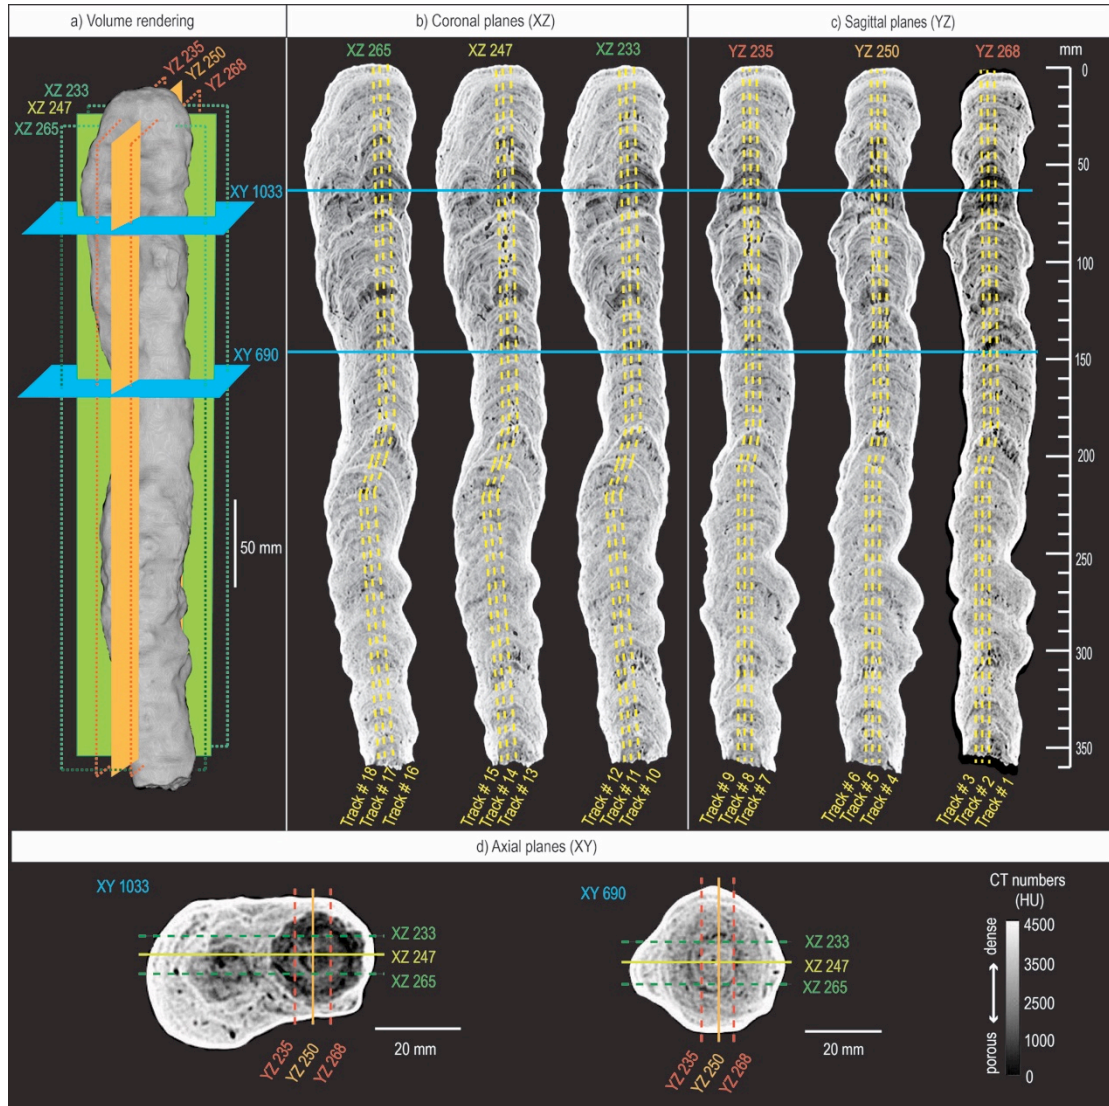 a) Volume rendering
b) Coronal planes (XZ)
c) Sagittal planes (YZ)
YZ 235
YZ 250
YZ 268
XZ 233
XZ 247
XZ 265
XY 1033
XY 690
50 mm
XZ 265
XZ 247
XZ 233
YZ 235
YZ 250
YZ 268
mm
0
50
100
150
200
250
300
350
Track # 18
Track # 17
Track # 16
Track # 15
Track # 14
Track # 13
Track # 12
Track # 11
Track # 10
Track # 9
Track # 8
Track # 7
Track # 6
Track # 5
Track # 4
Track # 3
Track # 2
Track # 1
d) Axial planes (XY)
XY 1033
XZ 233
XZ 247
XZ 265
YZ 235
YZ 250
YZ 268
20 mm
XY 690
XZ 233
XZ 247
XZ 265
YZ 235
YZ 250
YZ 268
20 mm
CT numbers
(HU)
4500
3500
2500
1000
0
dense
porous